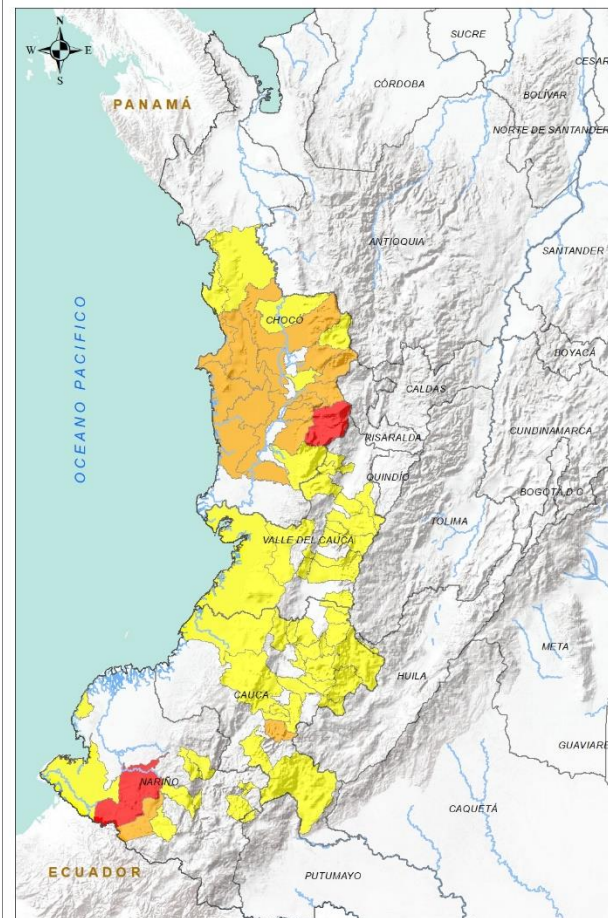 N
W E
S
SUCRE
CESAR
CÓRDOBA
BOLÍVAR
PANAMÁ
NORTE DE SANTANDER
ANTIOQUIA
SANTANDER
OCEANO PACIFICO
CHOCÓ
BOYACÁ
CALDAS
CUNDINAMARCA
RISARALDA
QUINDÍO
BOGOTÁ D.C
TOLIMA
VALLE DEL CAUCA
META
HUILA
CAUCA
GUAVIARE
NARIÑO
CAQUETÁ
ECUADOR
PUTUMAYO